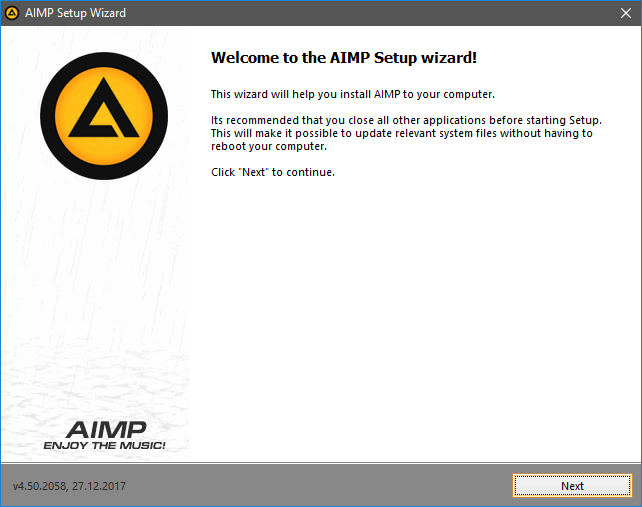 AIMP Setup Wizard
Welcome to the AIMP Setup wizard!
This wizard will help you install AIMP to your computer.
Its recommended that you close all other applications before starting Setup.
This will make it possible to update relevant system files without having to
reboot your computer.
Click "Next" to continue.
AIMP
ENJOY THE MUSIC!
v4.50.2058, 27.12.2017
Next